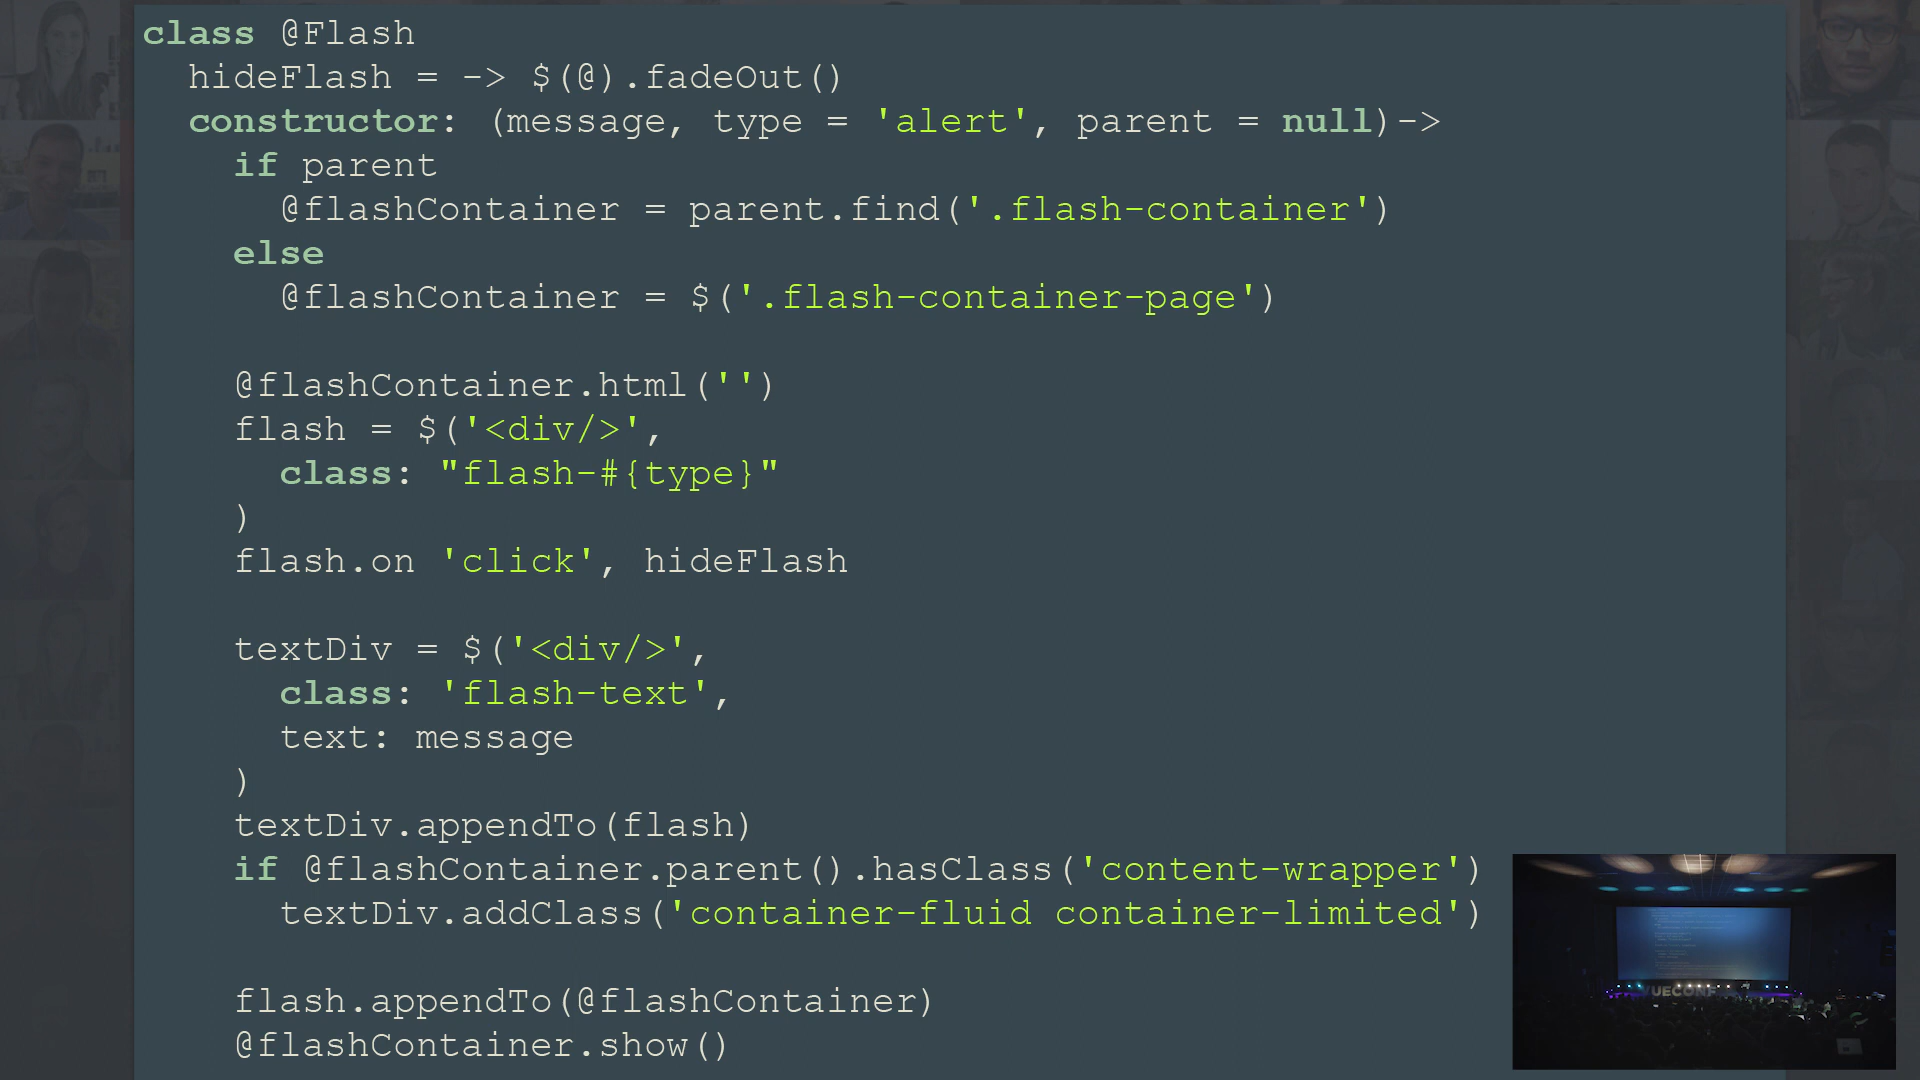 class @Flash
hideFlash = -> $(@).fadeOut()
constructor: (message, type = 'alert', parent = null)->
if parent
@flashContainer = parent.find('.flash-container')
else
@flashContainer = $('.flash-container-page')
@flashContainer.html('')
flash = $('<div/>',
class: "flash-#{type}"
)
flash.on 'click', hideFlash
textDiv = $('<div/>',
class: 'flash-text',
text: message
)
textDiv.appendTo(flash)
if @flashContainer.parent().hasClass('content-wrapper')
textDiv.addClass('container-fluid container-limited')
flash.appendTo(@flashContainer)
@flashContainer.show()
VUECONF